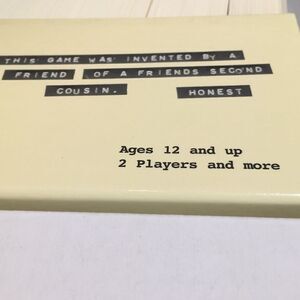 THIS GAME WAS INVENTED BY A
FRIEND OF A FRIENDS SECOND
COUSIN. HONEST
Ages 12 and up
2 Players and more